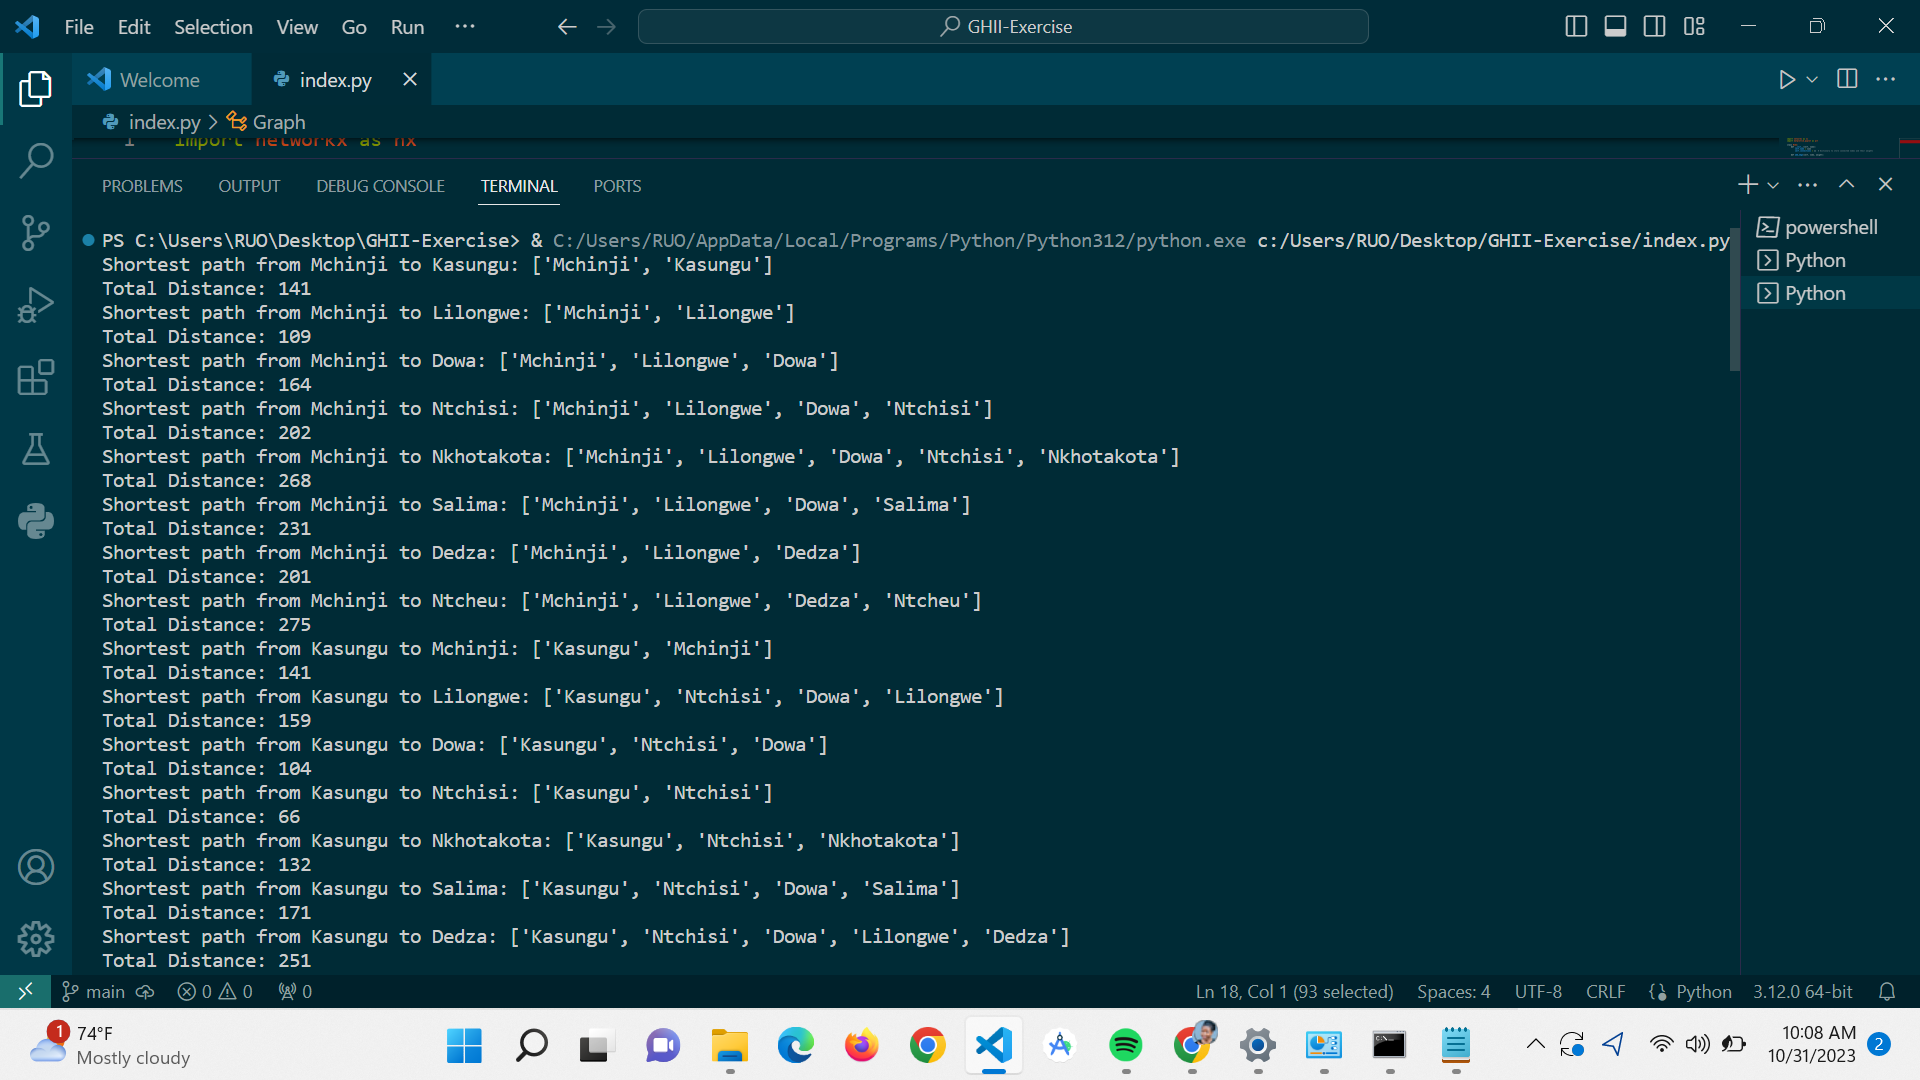 File Edit Selection View Go Run ··· GHII-Exercise
Welcome index.py
index.py > Graph
1 import networkx as nx
PROBLEMS OUTPUT DEBUG CONSOLE TERMINAL PORTS
PS C:\Users\RUO\Desktop\GHII-Exercise> & C:/Users/RUO/AppData/Local/Programs/Python/Python312/python.exe c:/Users/RUO/Desktop/GHII-Exercise/index.py
Shortest path from Mchinji to Kasungu: ['Mchinji', 'Kasungu']
Total Distance: 141
Shortest path from Mchinji to Lilongwe: ['Mchinji', 'Lilongwe']
Total Distance: 109
Shortest path from Mchinji to Dowa: ['Mchinji', 'Lilongwe', 'Dowa']
Total Distance: 164
Shortest path from Mchinji to Ntchisi: ['Mchinji', 'Lilongwe', 'Dowa', 'Ntchisi']
Total Distance: 202
Shortest path from Mchinji to Nkhotakota: ['Mchinji', 'Lilongwe', 'Dowa', 'Ntchisi', 'Nkhotakota']
Total Distance: 268
Shortest path from Mchinji to Salima: ['Mchinji', 'Lilongwe', 'Dowa', 'Salima']
Total Distance: 231
Shortest path from Mchinji to Dedza: ['Mchinji', 'Lilongwe', 'Dedza']
Total Distance: 201
Shortest path from Mchinji to Ntcheu: ['Mchinji', 'Lilongwe', 'Dedza', 'Ntcheu']
Total Distance: 275
Shortest path from Kasungu to Mchinji: ['Kasungu', 'Mchinji']
Total Distance: 141
Shortest path from Kasungu to Lilongwe: ['Kasungu', 'Ntchisi', 'Dowa', 'Lilongwe']
Total Distance: 159
Shortest path from Kasungu to Dowa: ['Kasungu', 'Ntchisi', 'Dowa']
Total Distance: 104
Shortest path from Kasungu to Ntchisi: ['Kasungu', 'Ntchisi']
Total Distance: 66
Shortest path from Kasungu to Nkhotakota: ['Kasungu', 'Ntchisi', 'Nkhotakota']
Total Distance: 132
Shortest path from Kasungu to Salima: ['Kasungu', 'Ntchisi', 'Dowa', 'Salima']
Total Distance: 171
Shortest path from Kasungu to Dedza: ['Kasungu', 'Ntchisi', 'Dowa', 'Lilongwe', 'Dedza']
Total Distance: 251
powershell
Python
Python
main 0 0 0 Ln 18, Col 1 (93 selected) Spaces: 4 UTF-8 CRLF Python 3.12.0 64-bit
1 74°F
Mostly cloudy
10:08 AM
10/31/2023 2